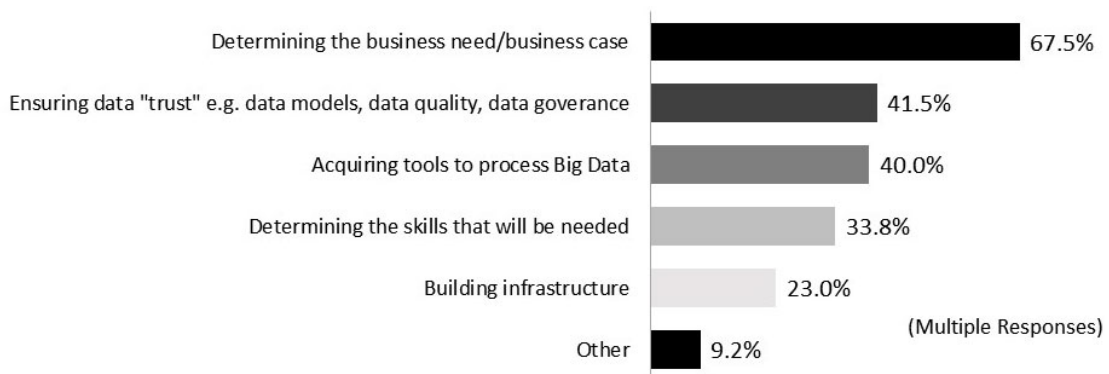 Determining the business need/business case 67.5%
Ensuring data "trust" e.g. data models, data quality, data goverance 41.5%
Acquiring tools to process Big Data 40.0%
Determining the skills that will be needed 33.8%
Building infrastructure 23.0%
(Multiple Responses)
Other 9.2%